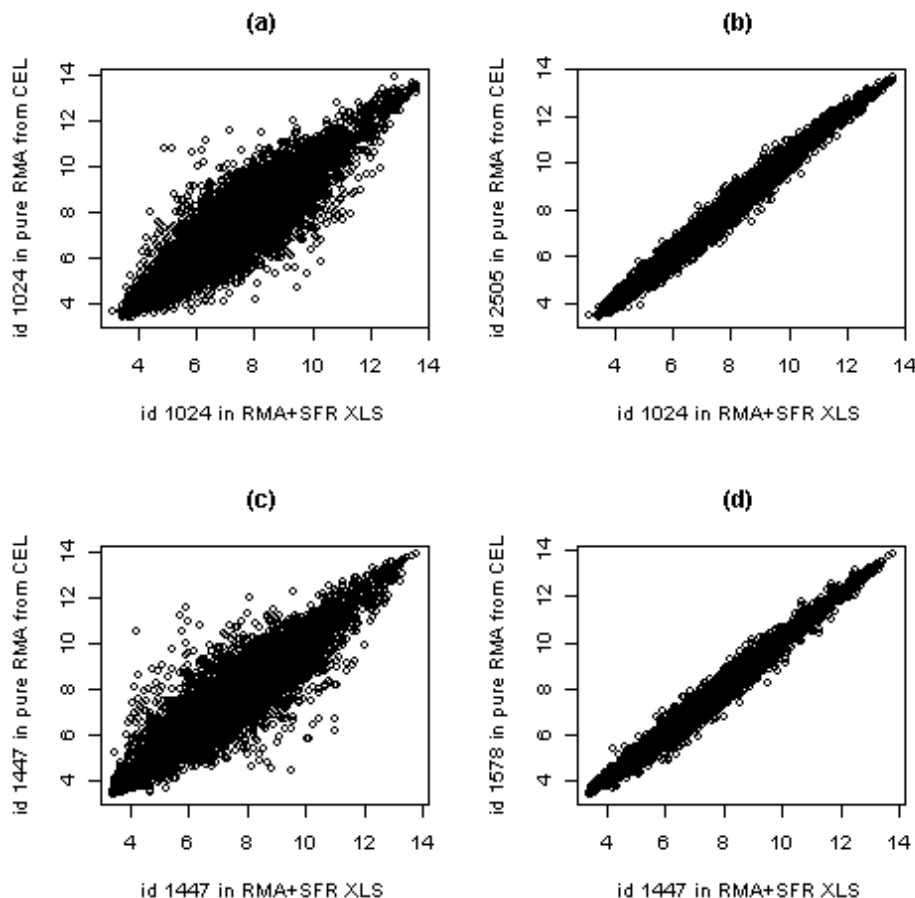 (a)
id 1024 in pure RMA from CEL
14
12
10
8
6
4
4 6 8 10 12 14
id 1024 in RMA+SFR XLS
(b)
id 2505 in pure RMA from CEL
14
12
10
8
6
4
4 6 8 10 12 14
id 1024 in RMA+SFR XLS
(c)
id 1447 in pure RMA from CEL
14
12
10
8
6
4
4 6 8 10 12 14
id 1447 in RMA+SFR XLS
(d)
id 1578 in pure RMA from CEL
14
12
10
8
6
4
4 6 8 10 12 14
id 1447 in RMA+SFR XLS